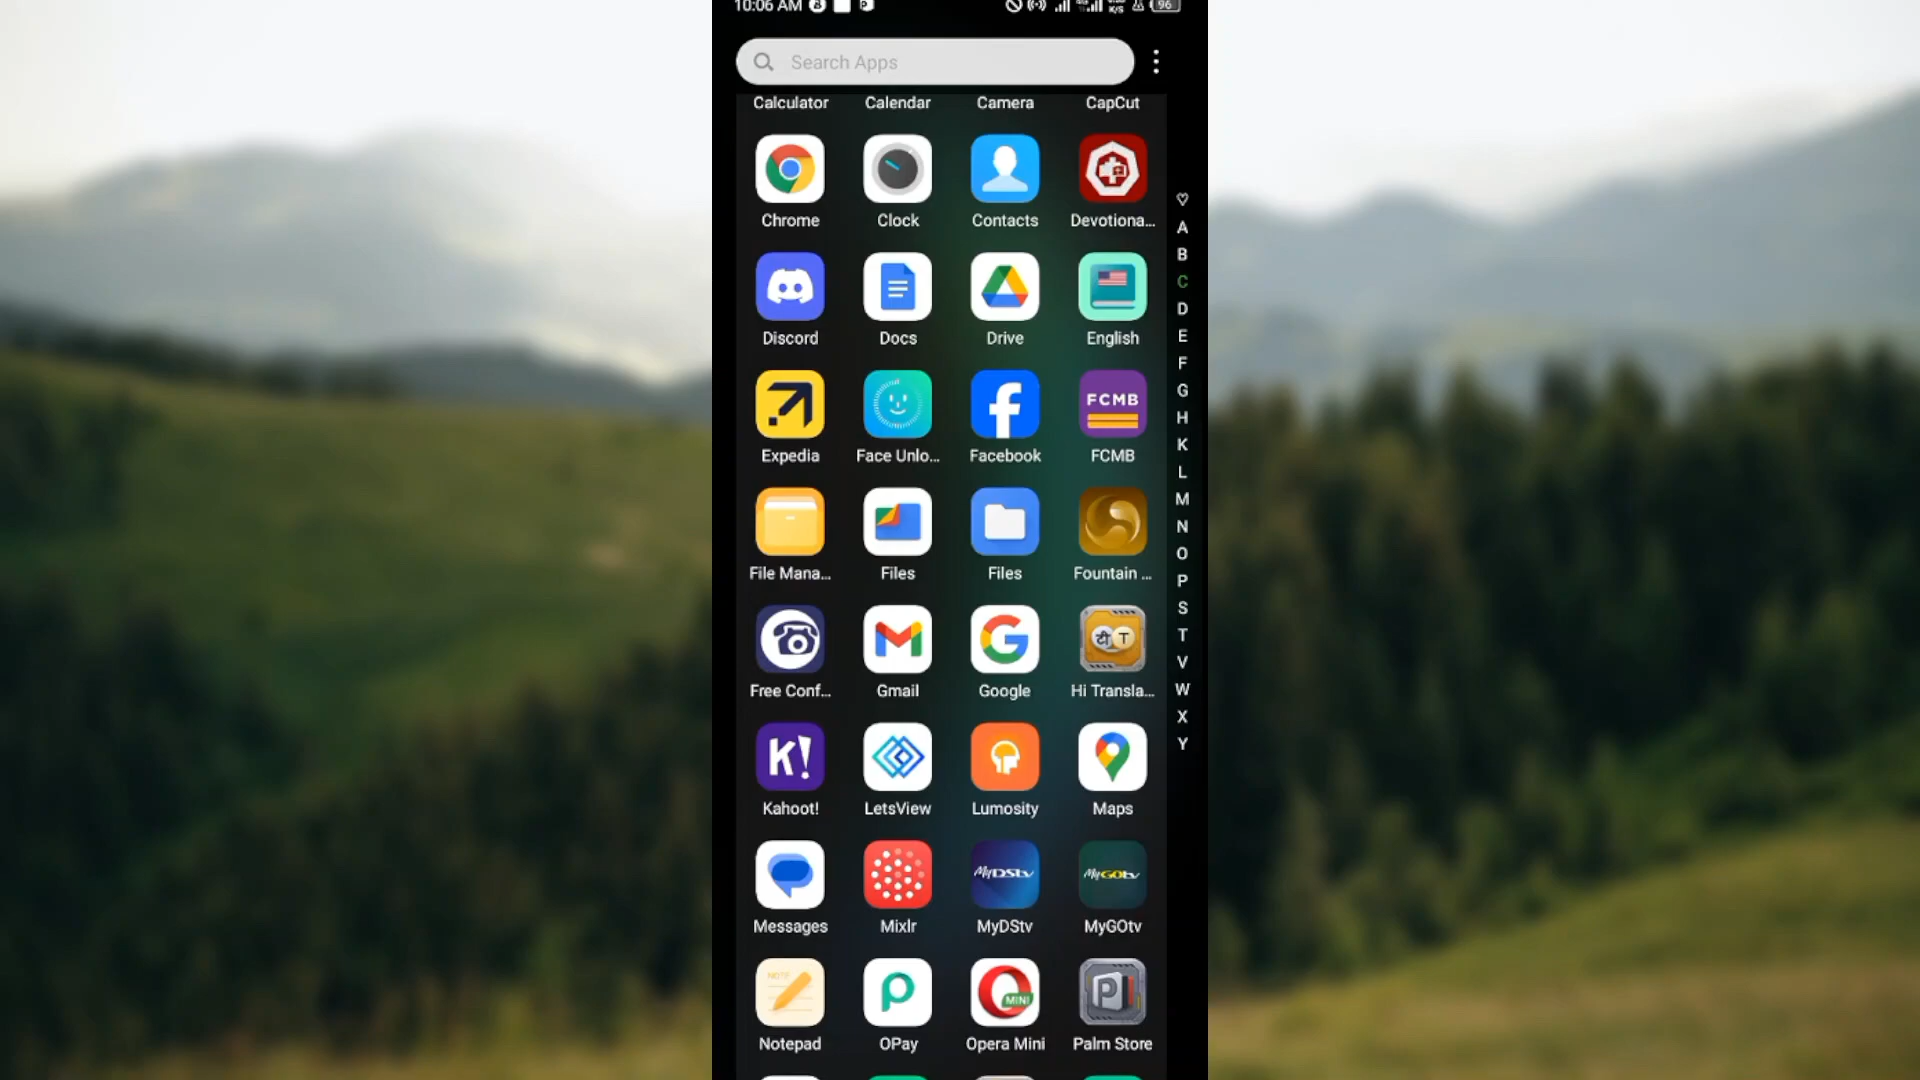 10:06 AM
K/S
96
Search Apps
Calculator Calendar Camera CapCut
Chrome Clock Contacts Devotiona...
Discord Docs Drive English
FCMB
Expedia Face Unlo... Facebook FCMB
File Mana... Files Files Fountain ...
T
Free Conf... Gmail Google Hi Transla...
K!
Kahoot! LetsView Lumosity Maps
MyDStv MyGOtv
Messages Mixlr MyDStv MyGOtv
NOTE MINI
Notepad OPay Opera Mini Palm Store
A
B
C
D
E
F
G
H
K
L
M
N
O
P
S
T
V
W
X
Y